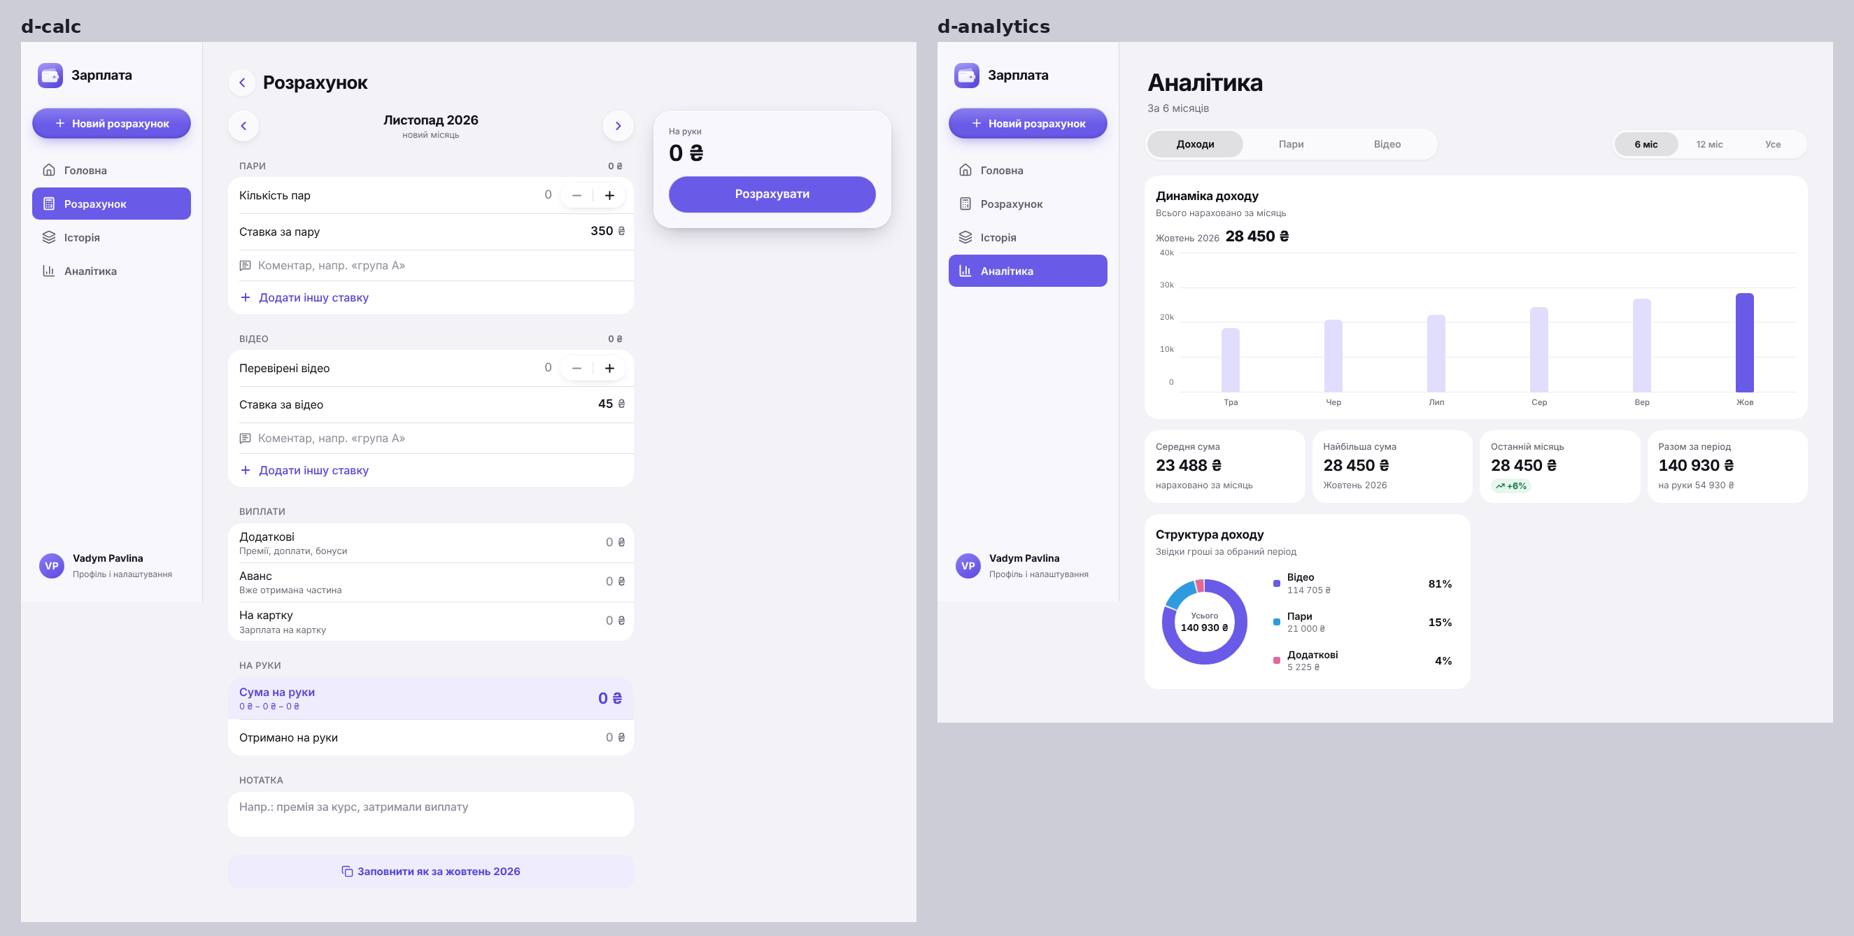 d-calc
Зарплата
Новий розрахунок
Головна
Розрахунок
Історія
Аналітика
VP
Vadym Pavlina
Профіль і налаштування
Розрахунок
Листопад 2026
новий місяць
ПАРИ 0 ₴
Кількість пар 0
Ставка за пару 350 ₴
Коментар, напр. «група А»
Додати іншу ставку
ВІДЕО 0 ₴
Перевірені відео 0
Ставка за відео 45 ₴
Коментар, напр. «група А»
Додати іншу ставку
ВИПЛАТИ
Додаткові 0 ₴
Премії, доплати, бонуси
Аванс 0 ₴
Вже отримана частина
На картку 0 ₴
Зарплата на картку
НА РУКИ
Сума на руки 0 ₴
0 ₴ – 0 ₴ – 0 ₴
Отримано на руки 0 ₴
НОТАТКА
Напр.: премія за курс, затримали виплату
Заповнити як за жовтень 2026
На руки
0 ₴
Розрахувати
d-analytics
Зарплата
Новий розрахунок
Головна
Розрахунок
Історія
Аналітика
VP
Vadym Pavlina
Профіль і налаштування
Аналітика
За 6 місяців
Доходи Пари Відео
6 міс 12 міс Усе
Динаміка доходу
Всього нараховано за місяць
Жовтень 2026 28 450 ₴
40k
30k
20k
10k
0
Тра Чер Лип Сер Вер Жов
Середня сума
23 488 ₴
нараховано за місяць
Найбільша сума
28 450 ₴
Жовтень 2026
Останній місяць
28 450 ₴
+6%
Разом за період
140 930 ₴
на руки 54 930 ₴
Структура доходу
Звідки гроші за обраний період
Усього
140 930 ₴
Відео 81%
114 705 ₴
Пари 15%
21 000 ₴
Додаткові 4%
5 225 ₴